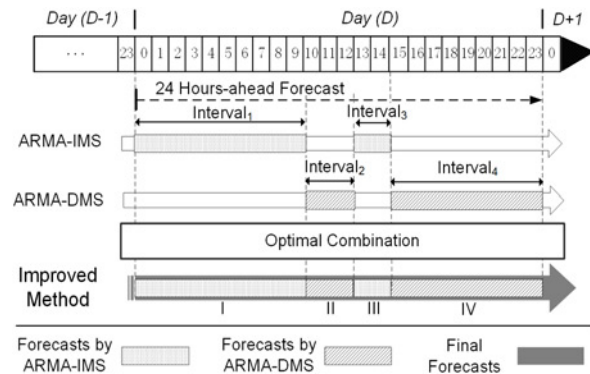 Day (D-1) Day (D) D+1
... 23 0 1 2 3 4 5 6 7 8 9 10 11 12 13 14 15 17 18 19 20 21 22 23 0
24 Hours-ahead Forecast
Interval1 Interval3
ARMA-IMS
Interval2 Interval4
ARMA-DMS
Optimal Combination
Improved
Method
I II III IV
Forecasts by
ARMA-IMS
Forecasts by
ARMA-DMS
Final
Forecasts